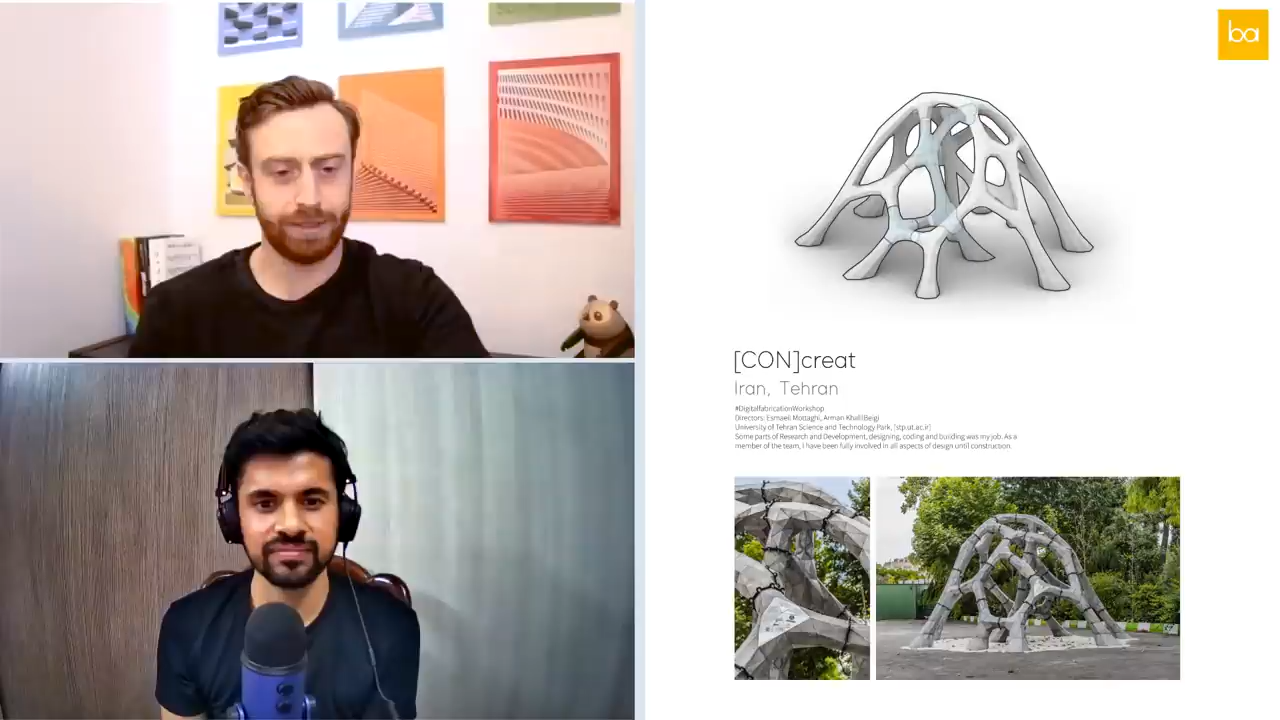 ba
[CON]creat
Iran, Tehran
#DigitalfabricationWorkshop
Directors: Esmaeil Mottaghi, Arman KhaliliBeigi
University of Tehran Science and Technology Park, [stp.ut.ac.ir]
Some parts of Research and Development, designing, coding and building was my job. As a
member of the team, I have been fully involved in all aspects of design until construction.